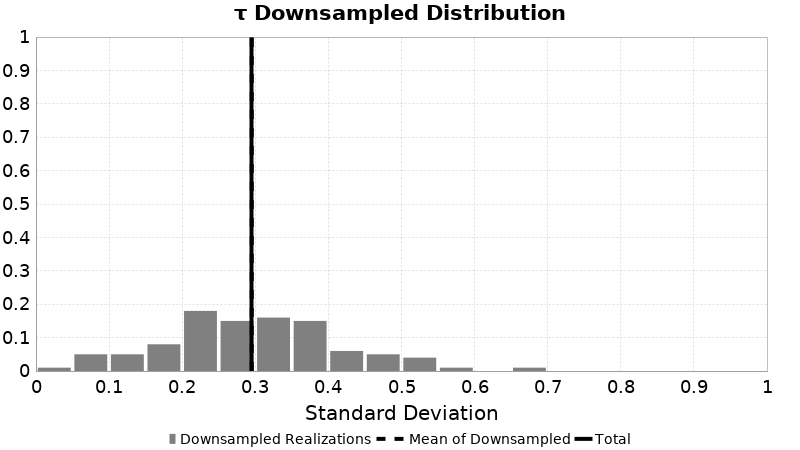 τ Downsampled Distribution
1
0.9
0.8
0.7
0.6
0.5
0.4
0.3
0.2
0.1
0
0 0.1 0.2 0.3 0.4 0.5 0.6 0.7 0.8 0.9 1
Standard Deviation
Downsampled Realizations Mean of Downsampled Total